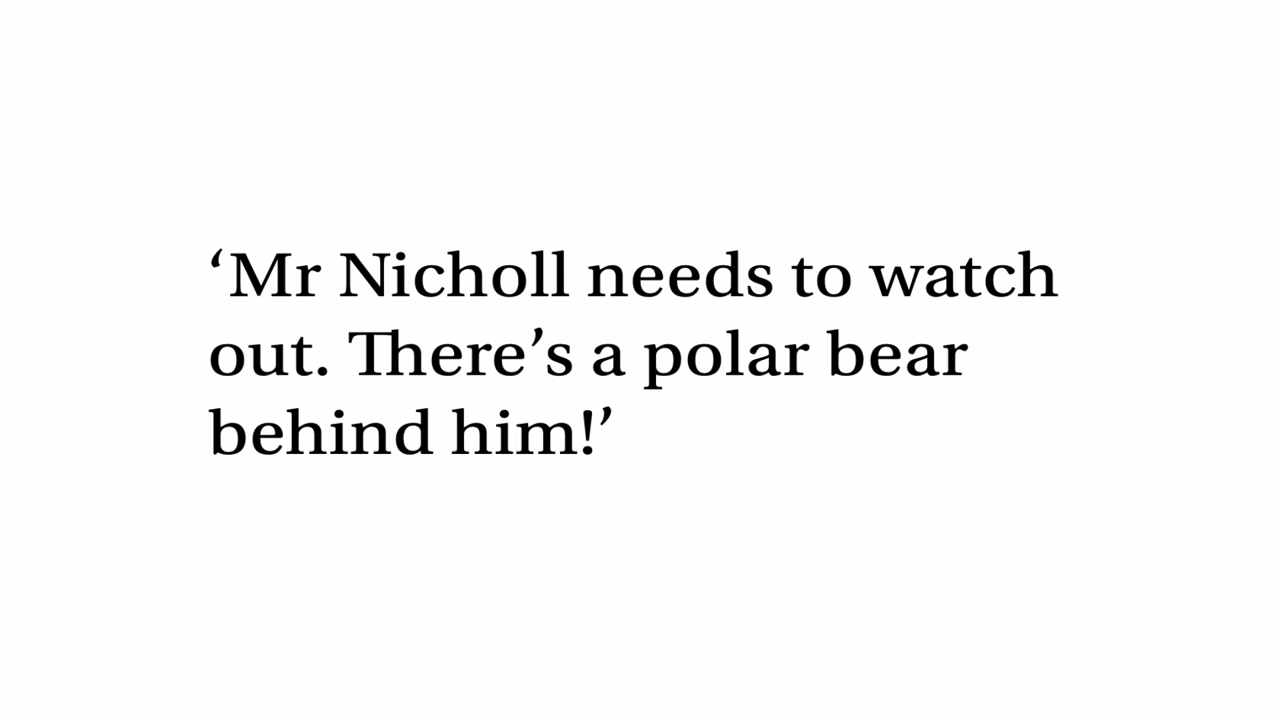 ‘Mr Nicholl needs to watch
out. There’s a polar bear
behind him!’